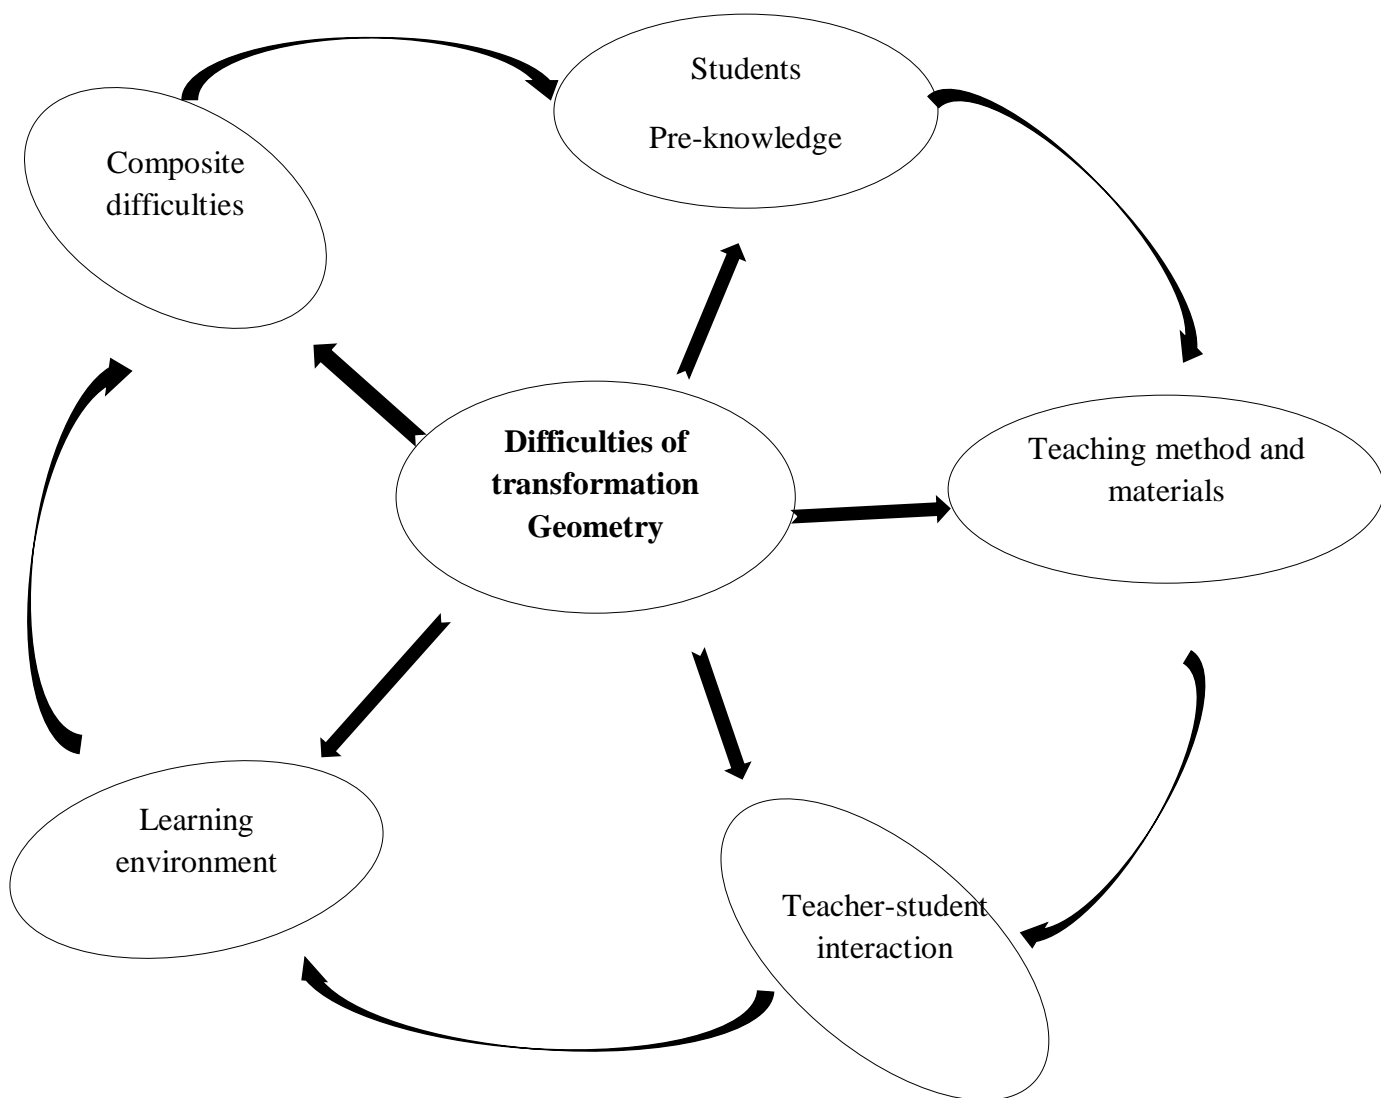 Students
Pre-knowledge
Composite
difficulties
Difficulties of
transformation
Geometry
Teaching method and
materials
Learning
environment
Teacher-student
interaction